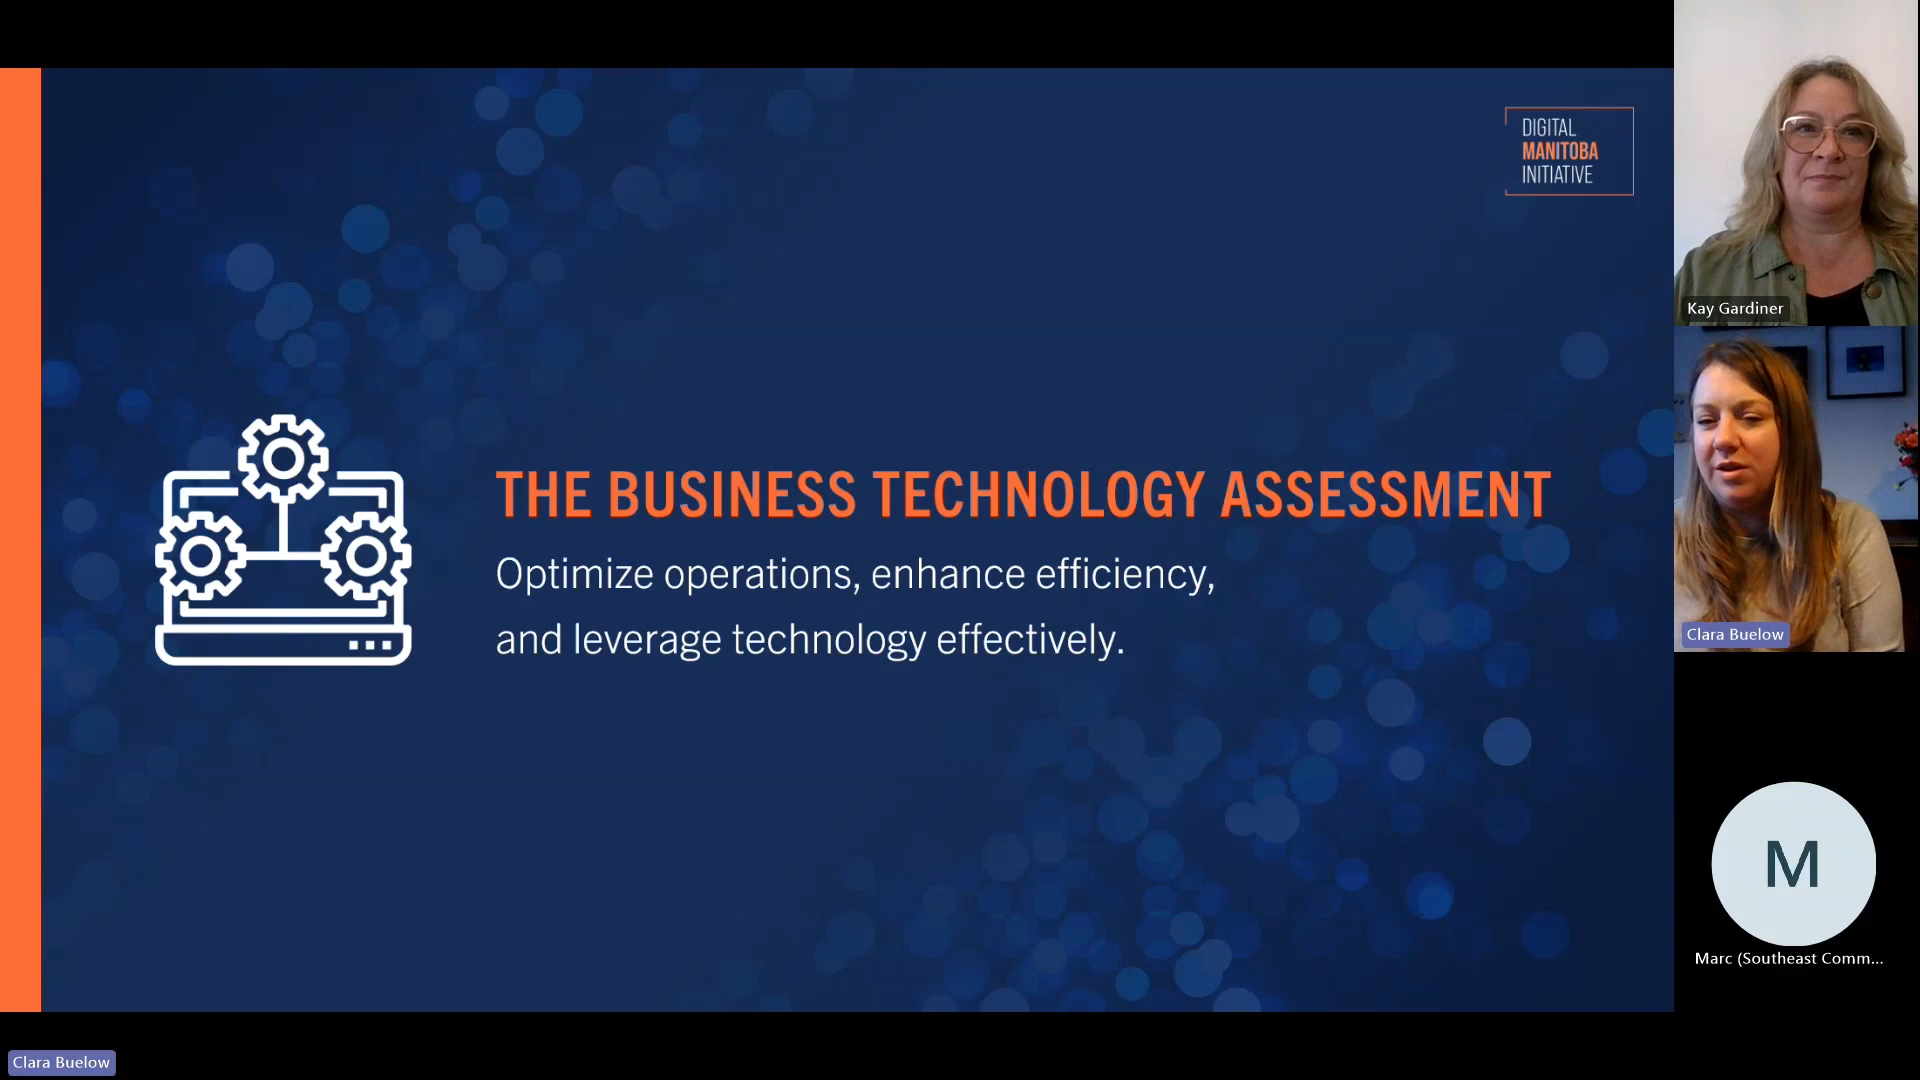 DIGITAL
MANITOBA
INITIATIVE
THE BUSINESS TECHNOLOGY ASSESSMENT
Optimize operations, enhance efficiency,
and leverage technology effectively.
Kay Gardiner
Clara Buelow
M
Marc (Southeast Comm...
Clara Buelow